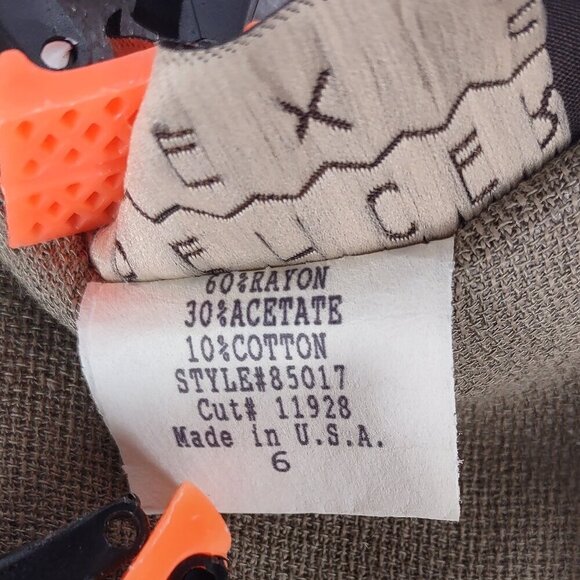 60%RAYON
30%ACETATE
10%COTTON
STYLE#85017
Cut# 11928
Made in U.S.A.
6